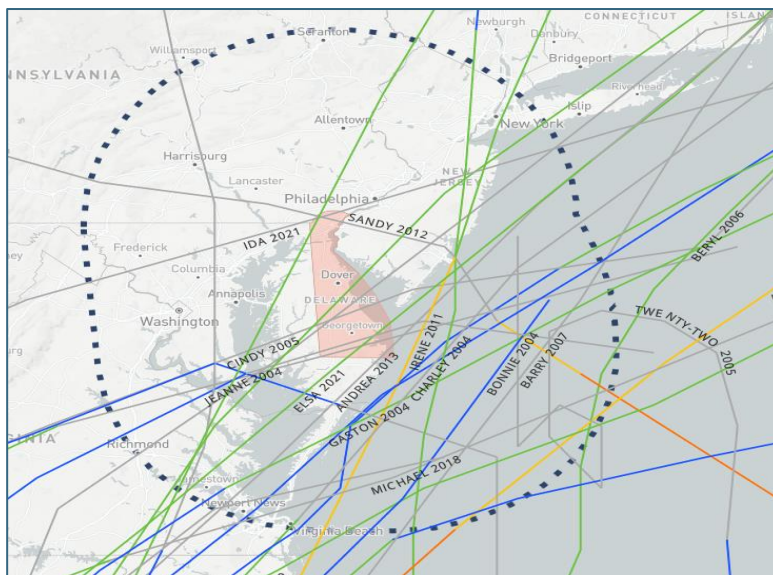 Newburgh
CONNECTICUT
ISLAN
Scranton
Danbury
Williamsport
Bridgeport
NNSYLVANIA
Riverhead
Islip
Allentown
New York
Harrisburg
NEW
JERSEY
Lancaster
Philadelphia
SANDY 2012
IDA 2021
BERYL 2006
Frederick
Columbia
Dover
Annapolis
DELAWARE
Washington
Georgetown
TWENTY-TWO 2005
CINDY 2005
JEANNE 2004
ELSA 2021
ANDREA 2013
IRENE 2011
CHARLEY 2004
BONNIE 2004
BARRY 2007
GASTON 2004
GINIA
Richmond
MICHAEL 2018
Jamestown
Newport News
Virginia Beach